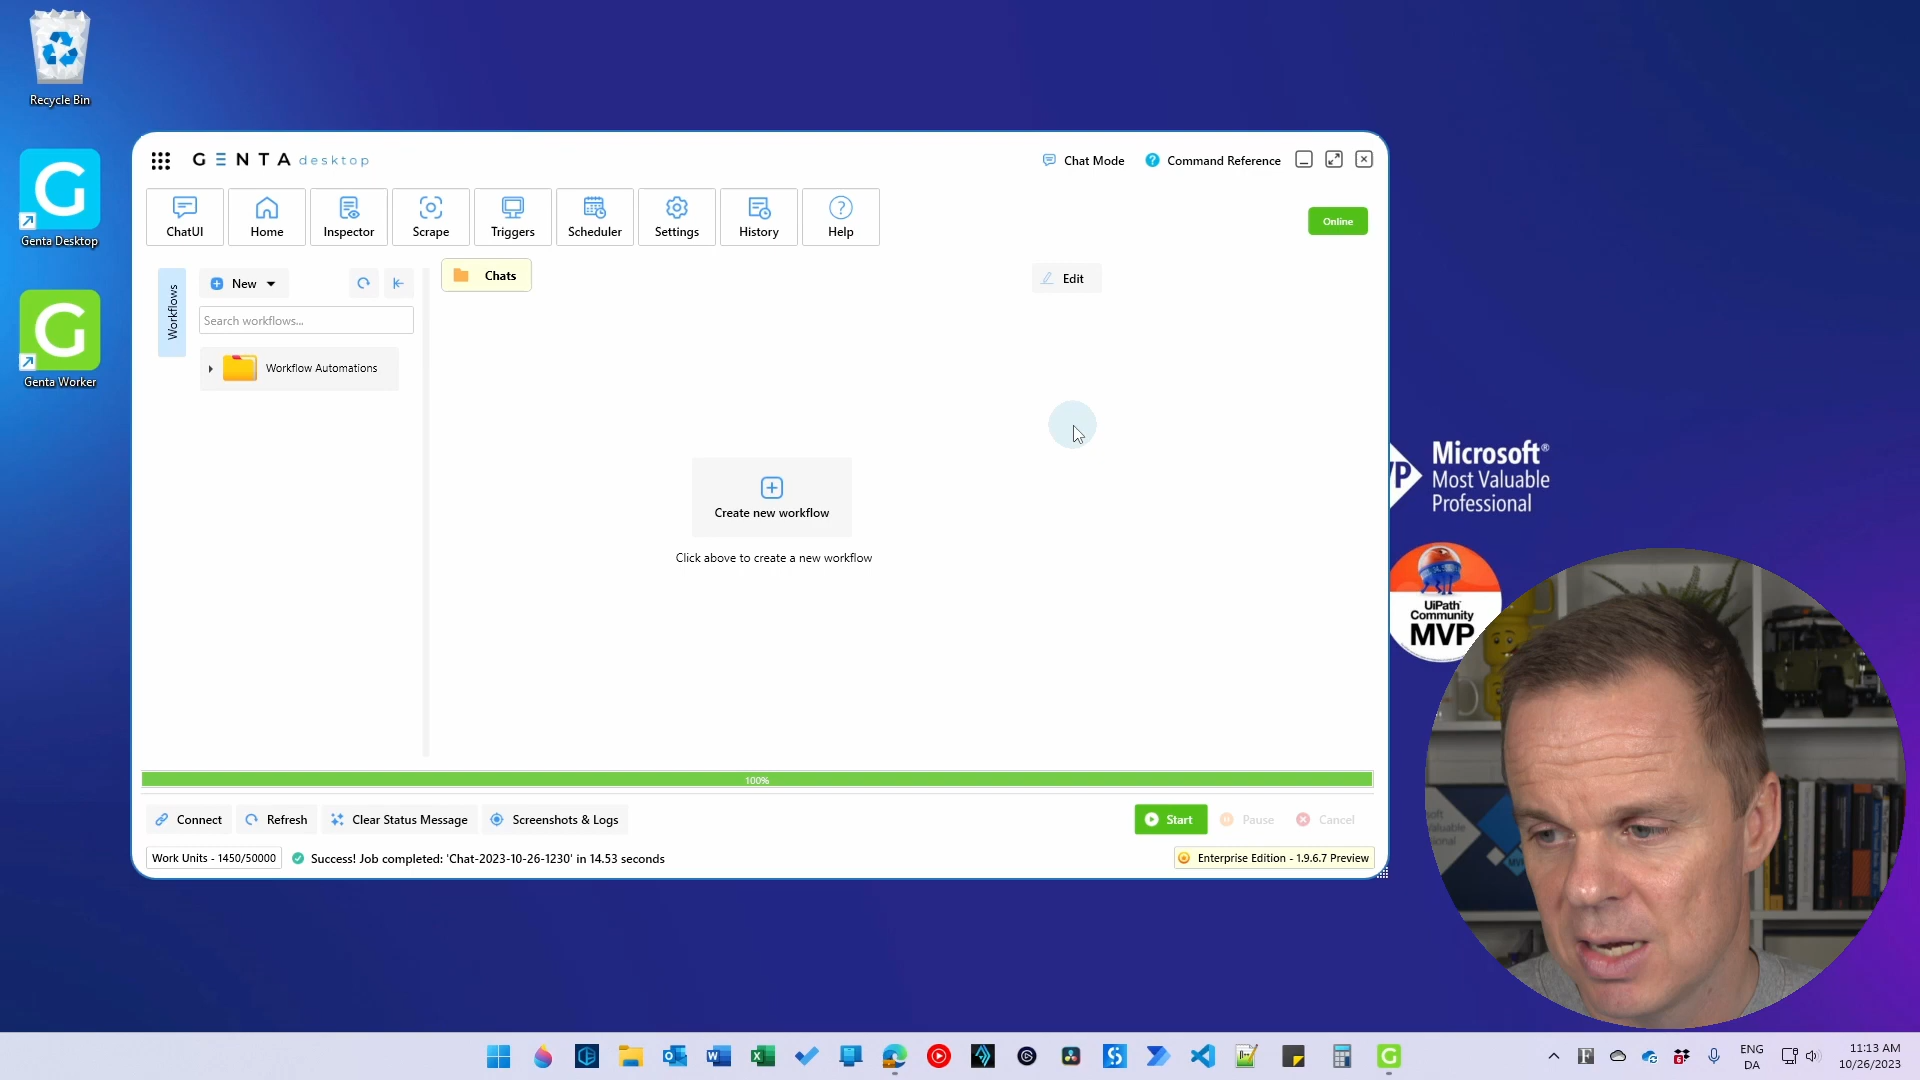 Recycle Bin
Genta Desktop
Genta Worker
GENTA desktop
Chat Mode
Command Reference
ChatUI
Home
Inspector
Scrape
Triggers
Scheduler
Settings
History
Help
Online
Workflows
New
Search workflows...
Workflow Automations
Chats
Edit
Create new workflow
Click above to create a new workflow
100%
Connect
Refresh
Clear Status Message
Screenshots & Logs
Start
Pause
Cancel
Work Units - 1450/50000
Success! Job completed: 'Chat-2023-10-26-1230' in 14.53 seconds
Enterprise Edition - 1.9.6.7 Preview
Microsoft®
Most Valuable
Professional
UiPath
Community
MVP
ENG
DA
11:13 AM
10/26/2023